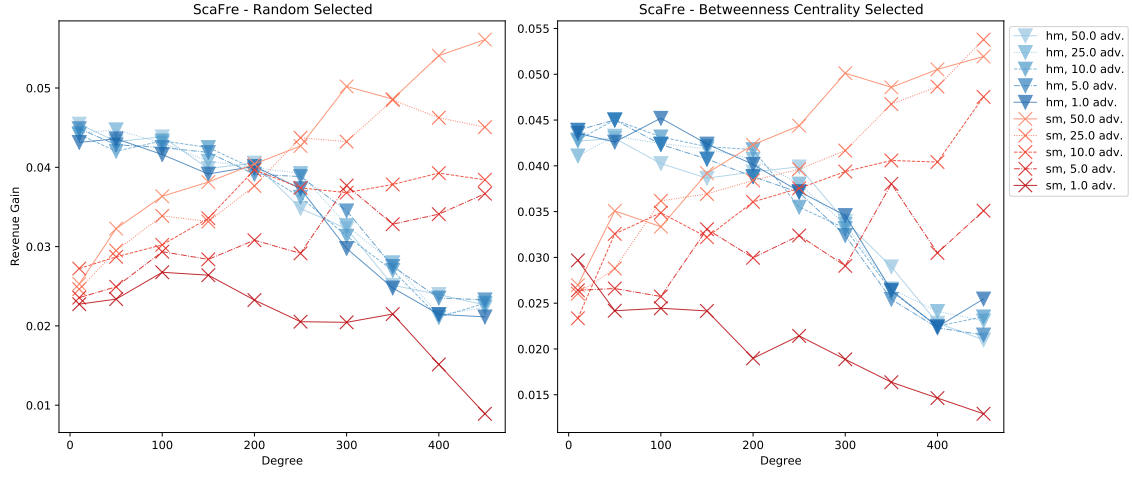 ScaFre - Random Selected
0.05
0.04
0.03
0.02
0.01
Revenue Gain
0
100
200
300
400
Degree
ScaFre - Betweenness Centrality Selected
0.055
0.050
0.045
0.040
0.035
0.030
0.025
0.020
0.015
0
100
200
300
400
Degree
hm, 50.0 adv.
hm, 25.0 adv.
hm, 10.0 adv.
hm, 5.0 adv.
hm, 1.0 adv.
sm, 50.0 adv.
sm, 25.0 adv.
sm, 10.0 adv.
sm, 5.0 adv.
sm, 1.0 adv.